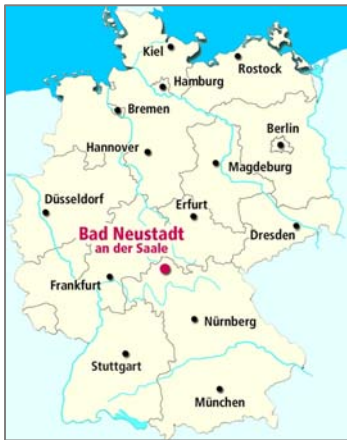 Kiel
Rostock
Hamburg
Bremen
Berlin
Hannover
Magdeburg
Düsseldorf
Erfurt
Dresden
Bad Neustadt
an der Saale
Frankfurt
Nürnberg
Stuttgart
München